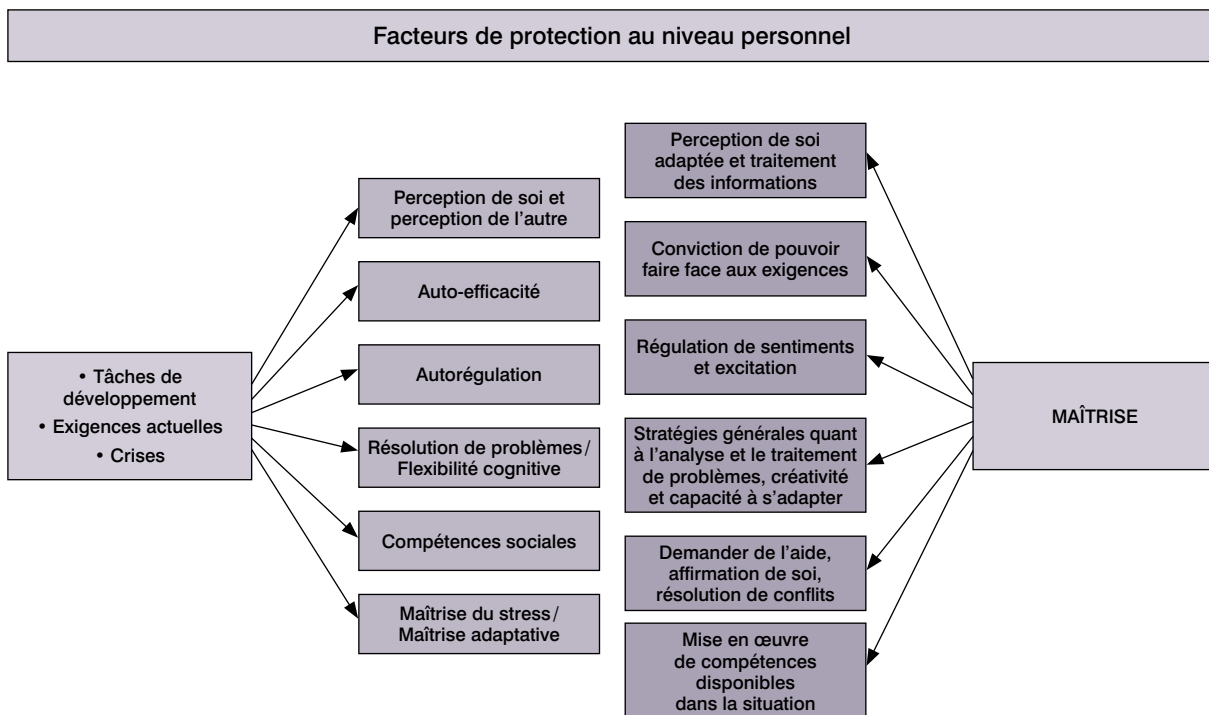 Facteurs de protection au niveau personnel
• Tâches de
développement
• Exigences actuelles
• Crises
Perception de soi et
perception de l’autre
Auto-efficacité
Autorégulation
Résolution de problèmes /
Flexibilité cognitive
Compétences sociales
Maîtrise du stress /
Maîtrise adaptative
Perception de soi
adaptée et traitement
des informations
Conviction de pouvoir
faire face aux exigences
Régulation de sentiments
et excitation
Stratégies générales quant
à l’analyse et le traitement
de problèmes, créativité
et capacité à s’adapter
Demander de l’aide,
affirmation de soi,
résolution de conflits
Mise en œuvre
de compétences
disponibles
dans la situation
MAÎTRISE